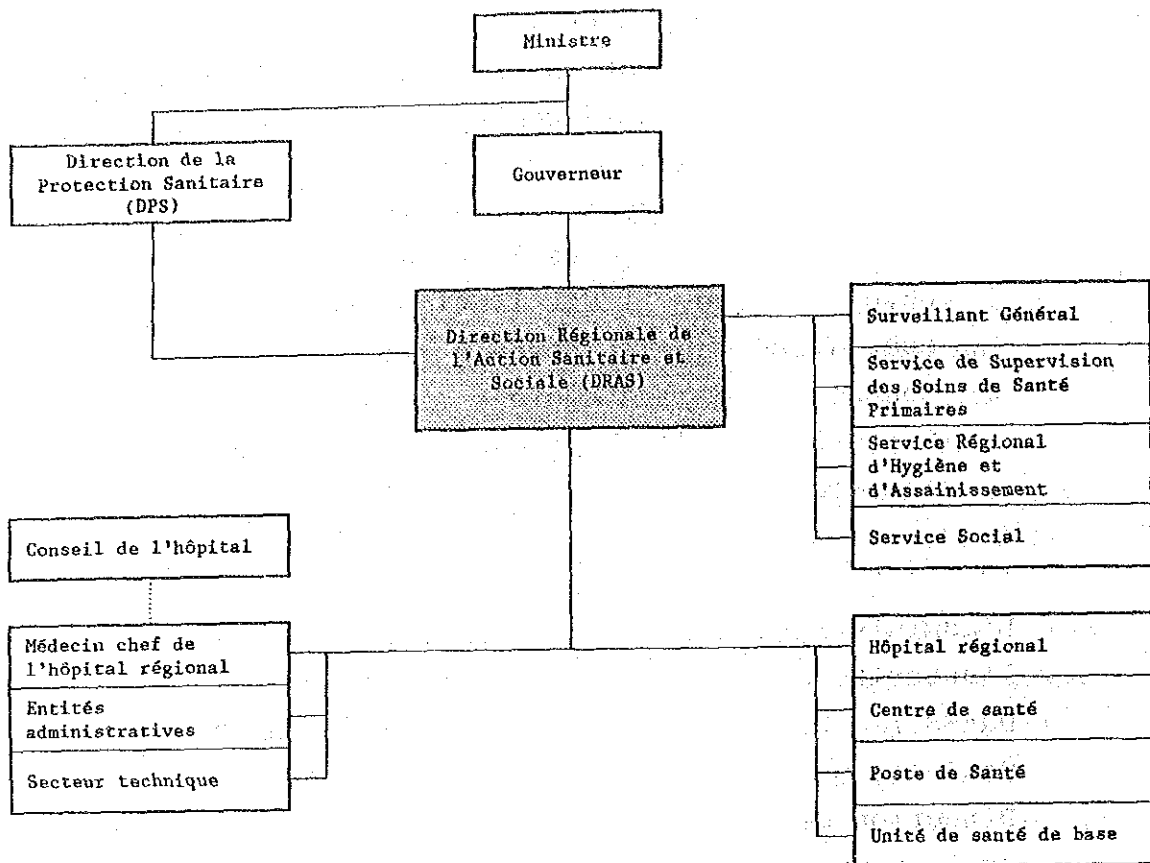 Ministre
Direction de la
Protection Sanitaire
(DPS)
Gouverneur
Direction Régionale de
l'Action Sanitaire et
Sociale (DRAS)
Surveillant Général
Service de Supervision
des Soins de Santé
Primaires
Service Régional
d'Hygiène et
d'Assainissement
Service Social
Conseil de l'hôpital
Médecin chef de
l'hôpital régional
Entités
administratives
Secteur technique
Hôpital régional
Centre de santé
Poste de Santé
Unité de santé de base